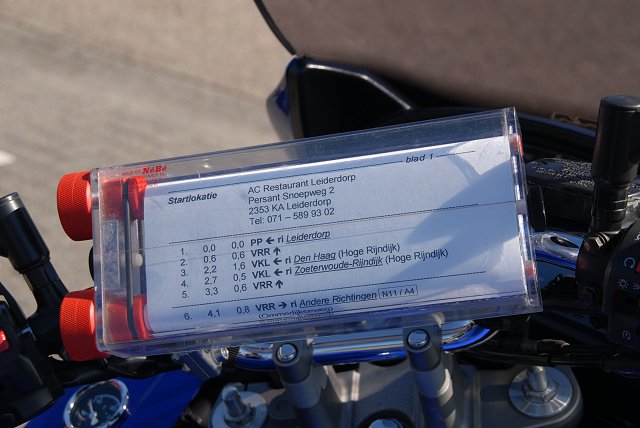 MADE BY NéBé
blad 1
Startlokatie AC Restaurant Leiderdorp
Persant Snoepweg 2
2353 KA Leiderdorp
Tel: 071 – 589 93 02
1. 0,0 0,0 PP ← ri Leiderdorp
2. 0,6 0,6 VRR ↑
3. 2,2 1,6 VKL ← ri Den Haag (Hoge Rijndijk)
4. 2,7 0,5 VKL ← ri Zoeterwoude-Rijndijk (Hoge Rijndijk)
5. 3,3 0,6 VRR ↑
6. 4,1 0,8 VRR → ri Andere Richtingen N11 / A4